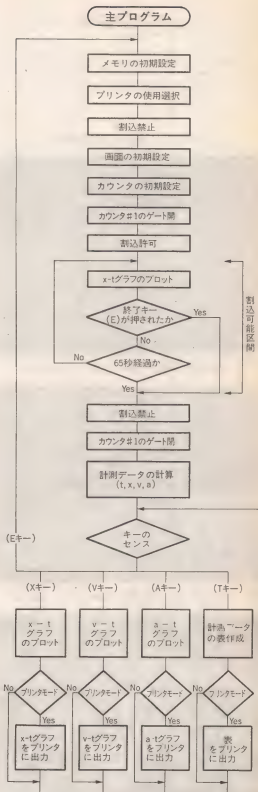 主プログラム
メモリの初期設定
プリンタの使用選択
割込禁止
画面の初期設定
カウンタの初期設定
カウンタ#1のゲート開
割込許可
x-tグラフのプロット
終了キー
(E)が押されたか
Yes
No
65秒経過か
No
Yes
割込可能区間
割込禁止
カウンタ#1のゲート閉
計測データの計算
(t, x, v, a)
キーの
センス
(Eキー)
(Xキー)
(Vキー)
(Aキー)
(Tキー)
x-t
グラフ
のプロット
v-t
グラフ
のプロット
a-t
グラフ
のプロット
計測データ
の表作成
No
プリンタモード
Yes
No
プリンタモード
Yes
No
プリンタモード
Yes
No
プリンタモード
Yes
x-tグラフ
をプリンタ
に出力
v-tグラフ
をプリンタ
に出力
a-tグラフ
をプリンタ
に出力
表
をプリンタ
に出力